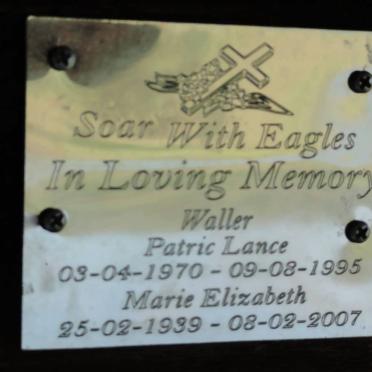 Soar With Eagles
In Loving Memory
Waller
Patric Lance
03-04-1970 - 09-08-1995
Marie Elizabeth
25-02-1939 - 08-02-2007